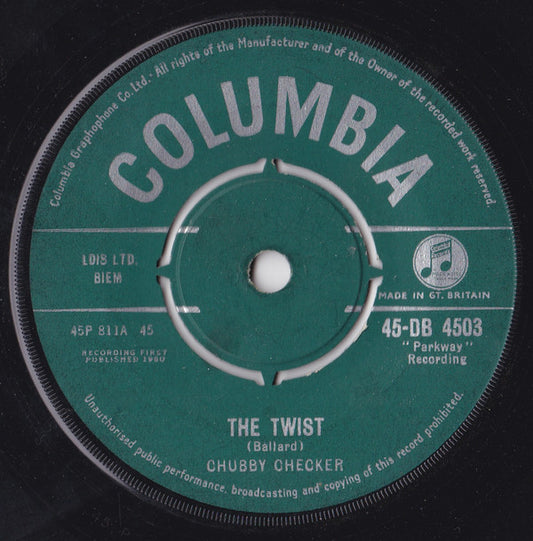 Columbia Graphophone Co. Ltd.· All rights of the Manufacturer and of the Owner of the recorded work reserved.
COLUMBIA
LOIS LTD.
BIEM
45P 811A 45
RECORDING FIRST
PUBLISHED 1960
MADE IN GT. BRITAIN
45-DB 4503
"Parkway"
Recording
THE TWIST
(Ballard)
CHUBBY CHECKER
Unauthorised public performance, broadcasting and copying of this record prohibited.